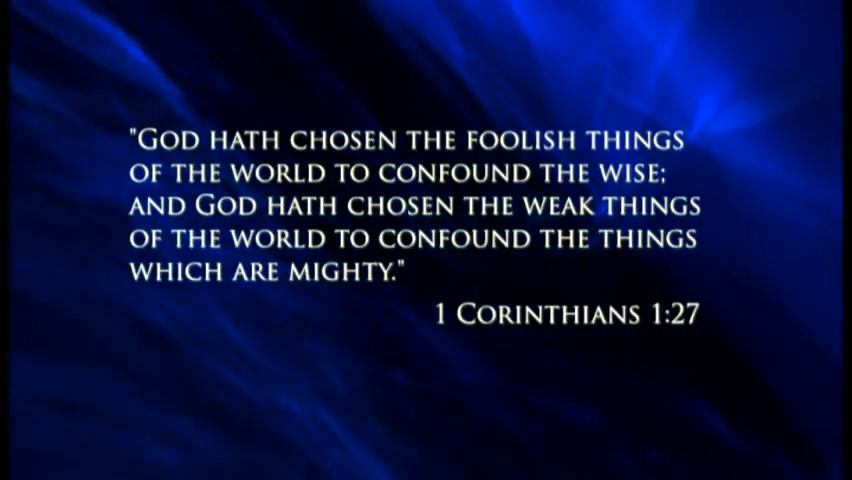 "God hath chosen the foolish things
of the world to confound the wise;
and God hath chosen the weak things
of the world to confound the things
which are mighty."
1 Corinthians 1:27